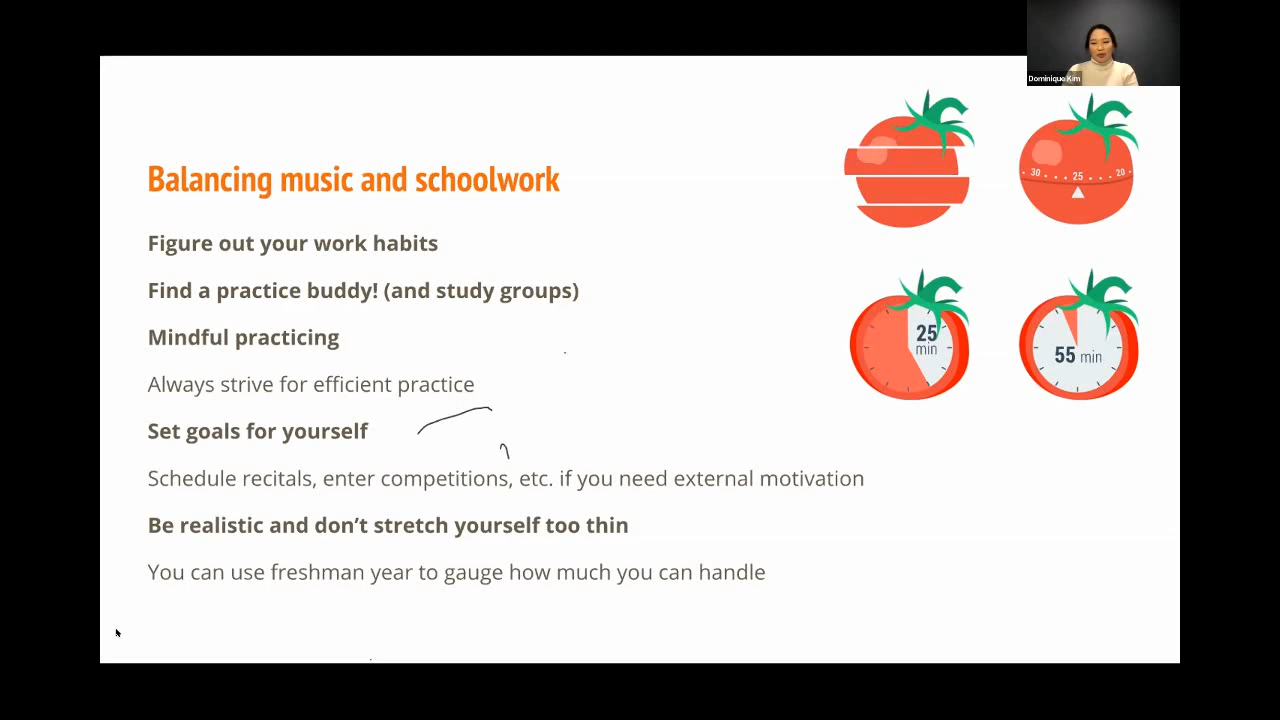 Dominique Kim
30 25 20
Balancing music and schoolwork
Figure out your work habits
Find a practice buddy! (and study groups)
25
min
55 min
Mindful practicing
Always strive for efficient practice
Set goals for yourself
Schedule recitals, enter competitions, etc. if you need external motivation
Be realistic and don’t stretch yourself too thin
You can use freshman year to gauge how much you can handle